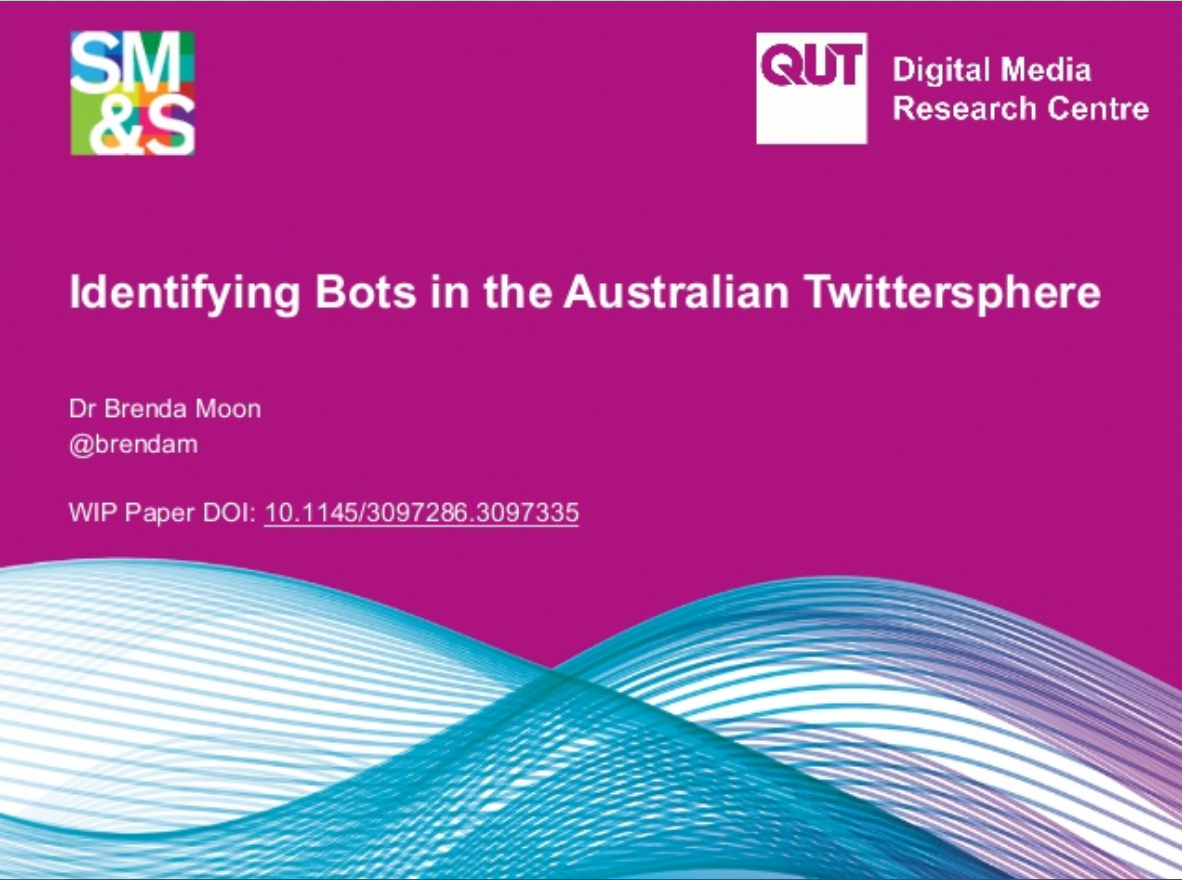 SM
&S
QUT
Digital Media
Research Centre
Identifying Bots in the Australian Twittersphere
Dr Brenda Moon
@brendam
WIP Paper DOI: 10.1145/3097286.3097335